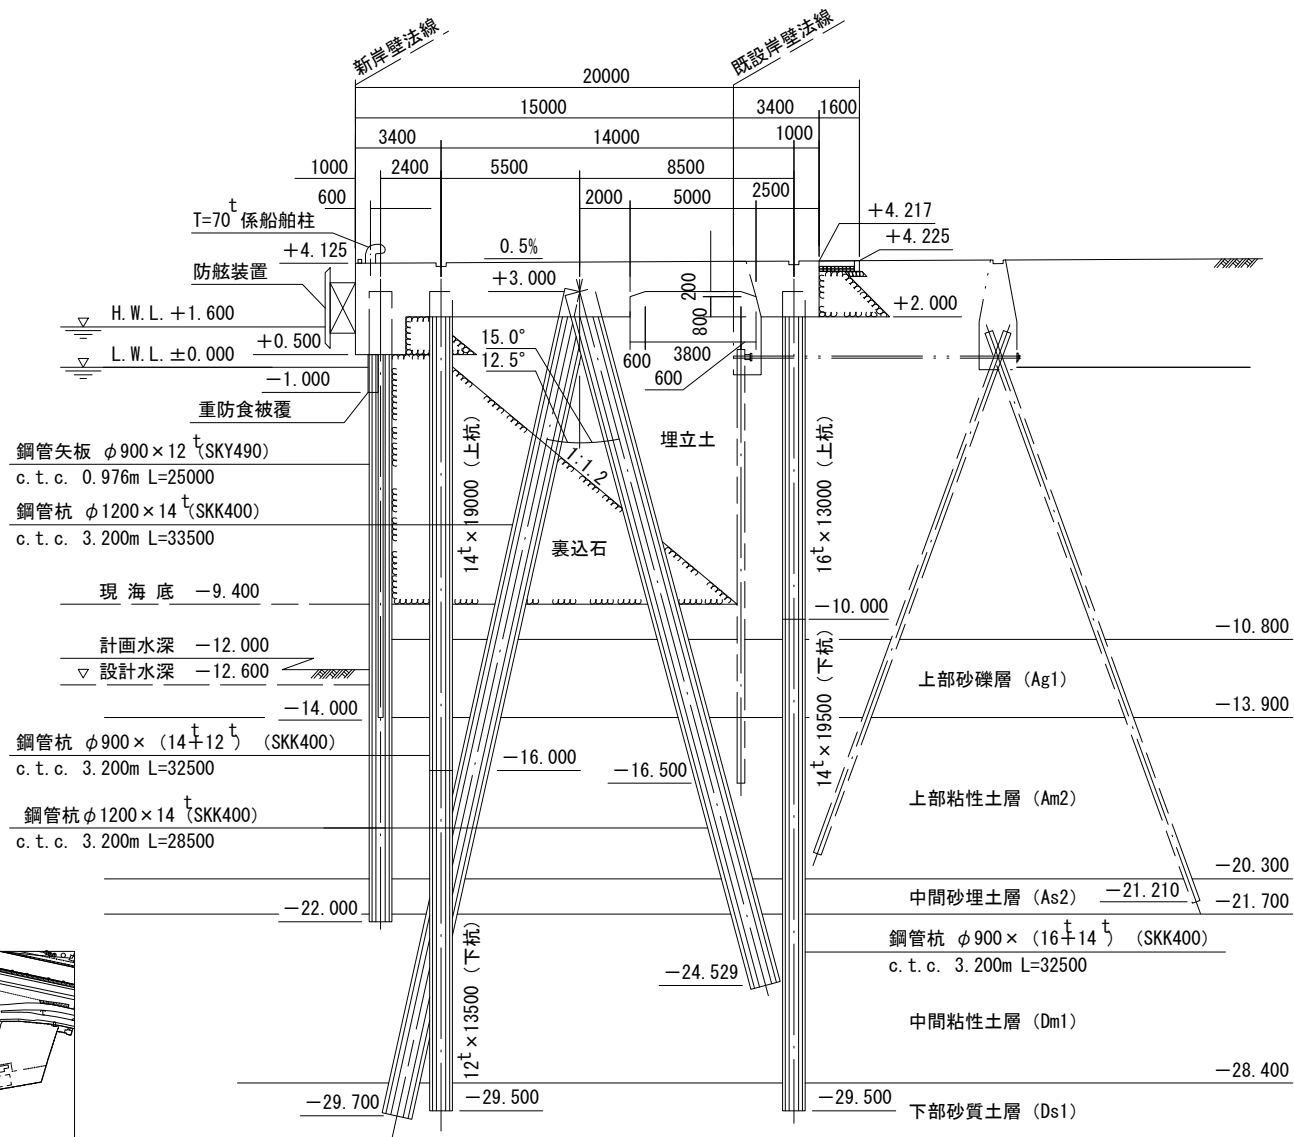 新岸壁法線
既設岸壁法線
20000
15000
3400
1600
3400
14000
1000
1000
2400
5500
8500
600
2000
5000
2500
T=70t 係船舶柱
+4.217
+4.225
+4.125
0.5%
防舷装置
+3.000
200
+2.000
H.W.L. +1.600
800
15.0°
+0.500
L.W.L. ±0.000
12.5°
600
3800
600
−1.000
重防食被覆
鋼管矢板 φ900×12t(SKY490)
c.t.c. 0.976m L=25000
埋立土
1:1.2
14t×19000 (上杭)
16t×13000 (上杭)
鋼管杭 φ1200×14t(SKK400)
c.t.c. 3.200m L=33500
裏込石
現 海 底 −9.400
−10.000
−10.800
計画水深 −12.000
設計水深 −12.600
上部砂礫層 (Ag1)
−14.000
−13.900
鋼管杭 φ900× (14t+12t) (SKK400)
c.t.c. 3.200m L=32500
−16.000
−16.500
14t×19500 (下杭)
上部粘性土層 (Am2)
鋼管杭φ1200×14t(SKK400)
c.t.c. 3.200m L=28500
−20.300
中間砂埋土層 (As2)
−21.210
−21.700
−22.000
鋼管杭 φ900× (16t+14t) (SKK400)
c.t.c. 3.200m L=32500
−24.529
12t×13500 (下杭)
中間粘性土層 (Dm1)
−28.400
−29.700
−29.500
−29.500
下部砂質土層 (Ds1)